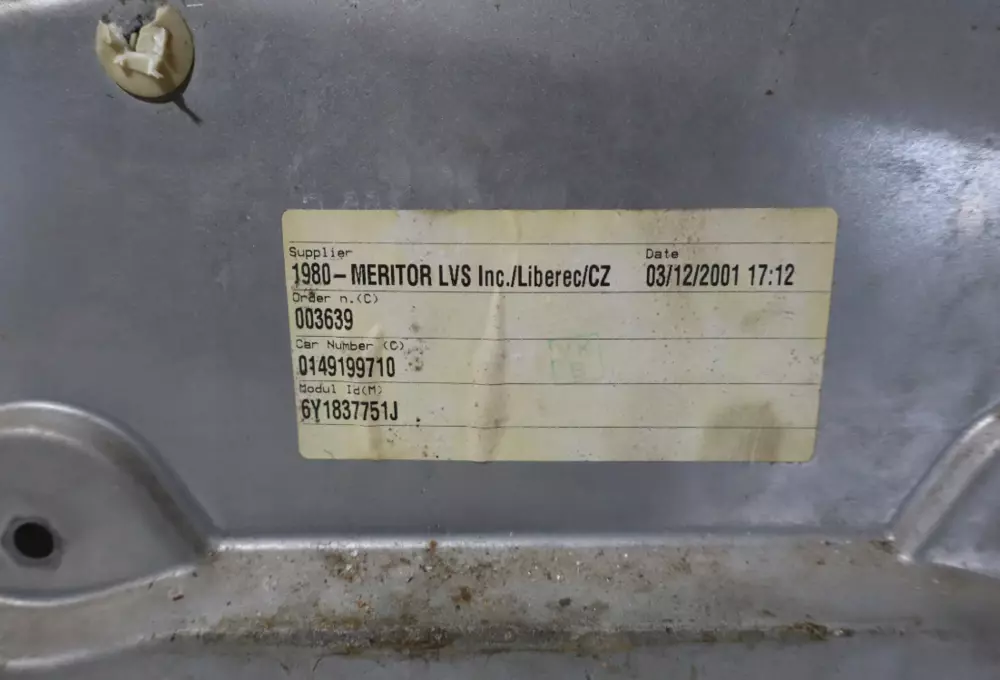 Supplier
Date
1980-MERITOR LVS Inc./Liberec/CZ
03/12/2001 17:12
Order n.(C)
003639
Car Number (C)
0149199710
Modul Id(M)
6Y1837751J